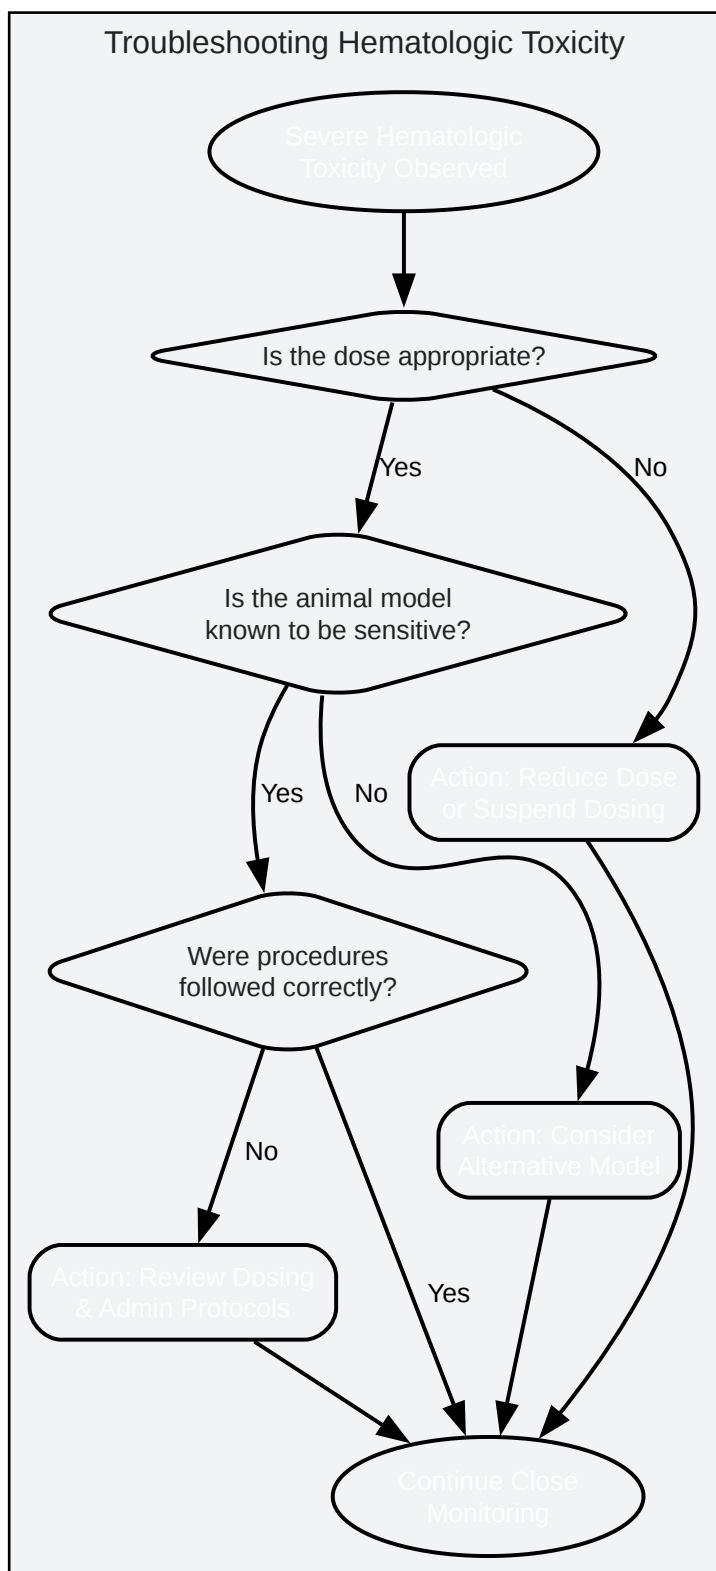 Troubleshooting Hematologic Toxicity
Severe Hematologic
Toxicity Observed
Is the dose appropriate?
Yes
No
Is the animal model
known to be sensitive?
Action: Reduce Dose
or Suspend Dosing
Yes
No
Were procedures
followed correctly?
Action: Consider
Alternative Model
No
Action: Review Dosing
& Admin Protocols
Yes
Continue Close
Monitoring